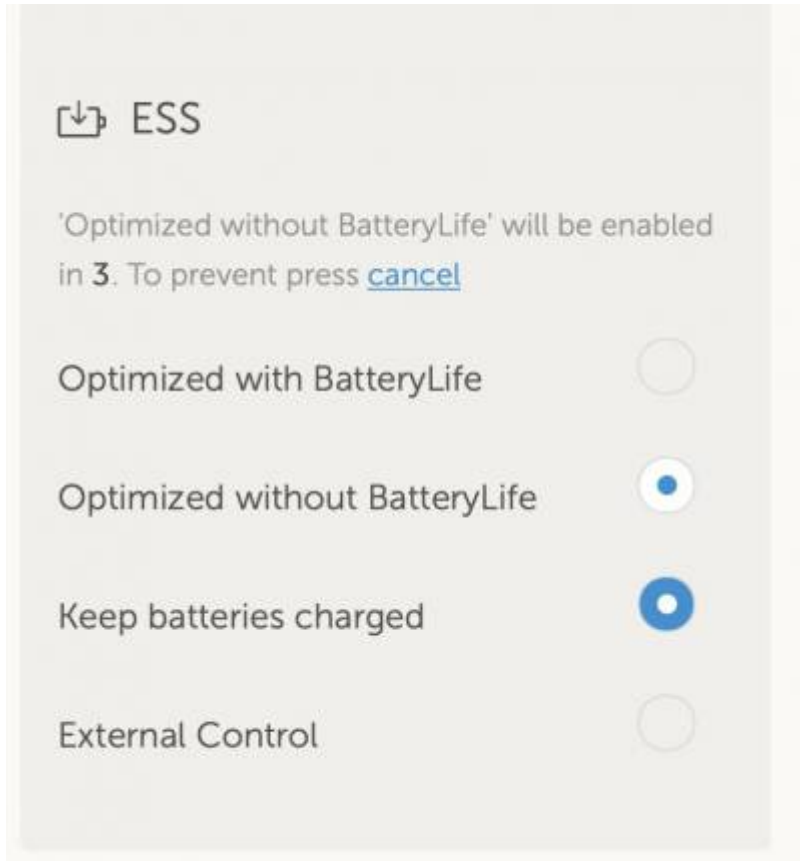 ESS
'Optimized without BatteryLife' will be enabled
in 3. To prevent press cancel
Optimized with BatteryLife
Optimized without BatteryLife
Keep batteries charged
External Control